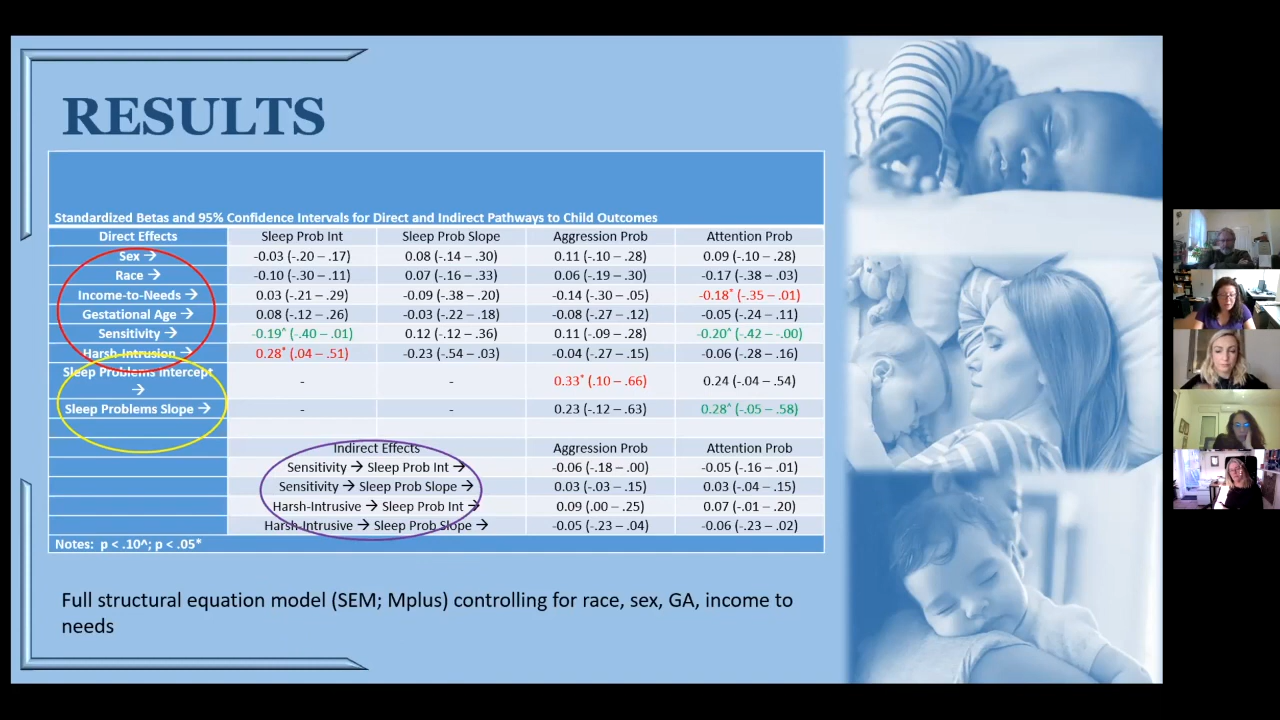 RESULTS
Standardized Betas and 95% Confidence Intervals for Direct and Indirect Pathways to Child Outcomes
Direct Effects Sleep Prob Int Sleep Prob Slope Aggression Prob Attention Prob
Sex → -0.03 (-.20 – .17) 0.08 (-.14 – .30) 0.11 (-.10 – .28) 0.09 (-.10 – .28)
Race → -0.10 (-.30 – .11) 0.07 (-.16 – .33) 0.06 (-.19 – .30) -0.17 (-.38 – .03)
Income-to-Needs → 0.03 (-.21 – .29) -0.09 (-.38 – .20) -0.14 (-.30 – .05) -0.18* (-.35 – .01)
Gestational Age → 0.08 (-.12 – .26) -0.03 (-.22 – .18) -0.03 (-.27 – .12) -0.05 (-.24 – .11)
Sensitivity → -0.19^ (-.40 – .01) 0.12 (-.12 – .36) 0.11 (-.09 – .28) -0.20^ (-.42 – -.00)
Harsh-Intrusion → 0.28* (.04 – .51) -0.23 (-.54 – .03) -0.04 (-.27 – .15) -0.06 (-.28 – .16)
Sleep Problems Intercept
→ - - 0.33* (.10 – .66) 0.24 (-.04 – .54)
Sleep Problems Slope → - - 0.23 (-.12 – .63) 0.28^ (-.05 – .58)
Indirect Effects Aggression Prob Attention Prob
Sensitivity → Sleep Prob Int → -0.06 (-.18 – .00) -0.05 (-.16 – .01)
Sensitivity → Sleep Prob Slope → 0.03 (-.03 – .15) 0.03 (-.04 – .15)
Harsh-Intrusive → Sleep Prob Int → 0.09 (.00 – .25) 0.07 (-.01 – .20)
Harsh-Intrusive → Sleep Prob Slope → -0.05 (-.23 – .04) -0.06 (-.23 – .02)
Notes: p < .10^; p < .05*
Full structural equation model (SEM; Mplus) controlling for race, sex, GA, income to
needs